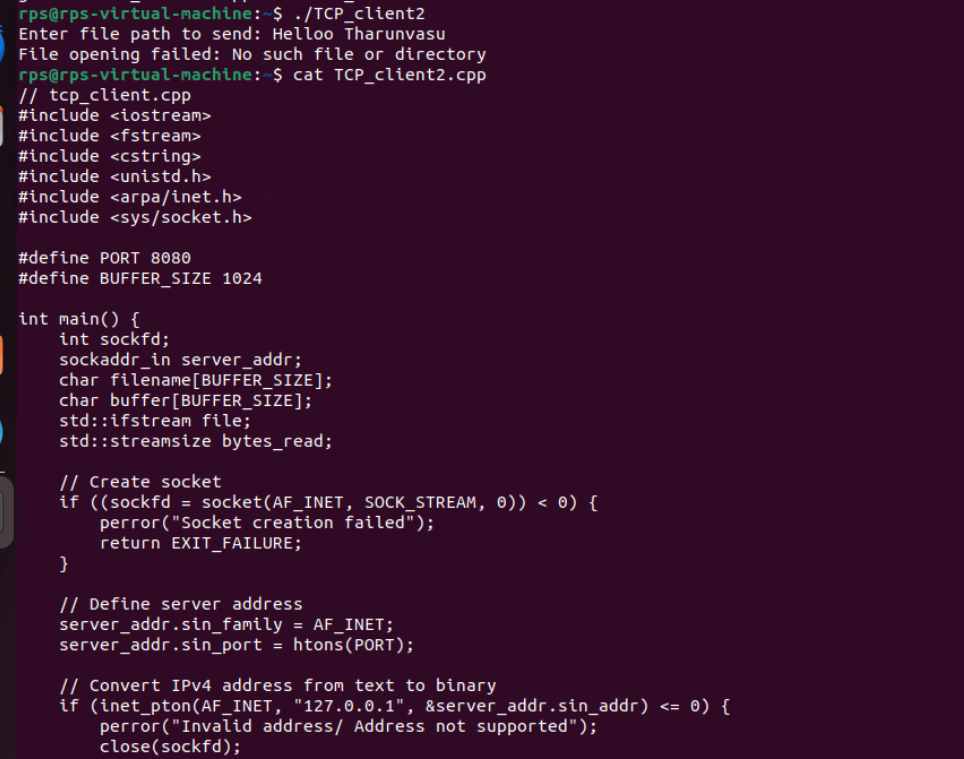 rps@rps-virtual-machine:~$ ./TCP_client2
Enter file path to send: Helloo Tharunvasu
File opening failed: No such file or directory
rps@rps-virtual-machine:~$ cat TCP_client2.cpp
// tcp_client.cpp
#include <iostream>
#include <fstream>
#include <cstring>
#include <unistd.h>
#include <arpa/inet.h>
#include <sys/socket.h>

#define PORT 8080
#define BUFFER_SIZE 1024

int main() {
    int sockfd;
    sockaddr_in server_addr;
    char filename[BUFFER_SIZE];
    char buffer[BUFFER_SIZE];
    std::ifstream file;
    std::streamsize bytes_read;

    // Create socket
    if ((sockfd = socket(AF_INET, SOCK_STREAM, 0)) < 0) {
        perror("Socket creation failed");
        return EXIT_FAILURE;
    }

    // Define server address
    server_addr.sin_family = AF_INET;
    server_addr.sin_port = htons(PORT);

    // Convert IPv4 address from text to binary
    if (inet_pton(AF_INET, "127.0.0.1", &server_addr.sin_addr) <= 0) {
        perror("Invalid address/ Address not supported");
        close(sockfd);